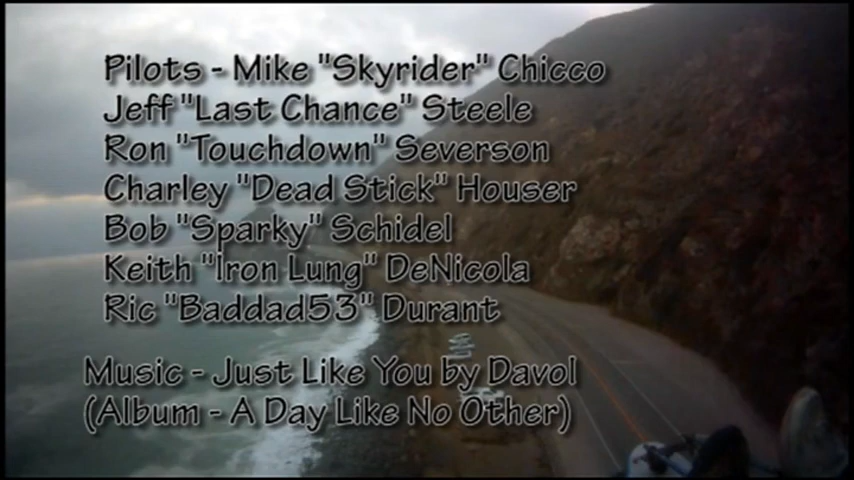 Pilots - Mike "Skyrider" Chicco
Jeff "Last Chance" Steele
Ron "Touchdown" Severson
Charley "Dead Stick" Houser
Bob "Sparky" Schidel
Keith "Iron Lung" DeNicola
Ric "Baddad53" Durant
Music - Just Like You by Davol
(Album - A Day Like No Other)